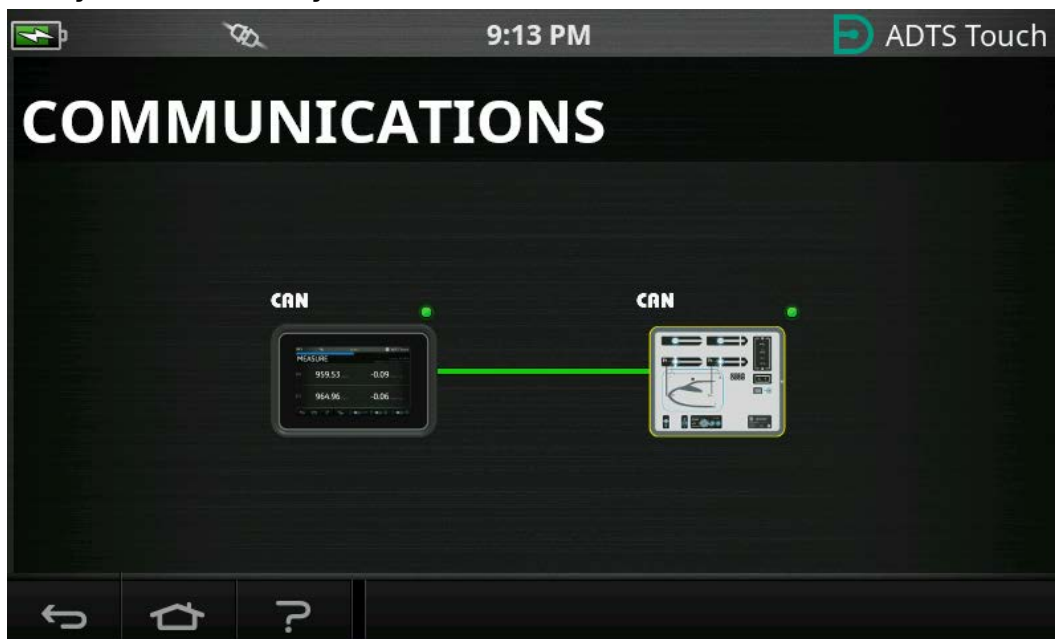 9:13 PM
ADTS Touch
COMMUNICATIONS
CAN
CAN
MEASURE
959.53
-0.09
964.96
-0.06